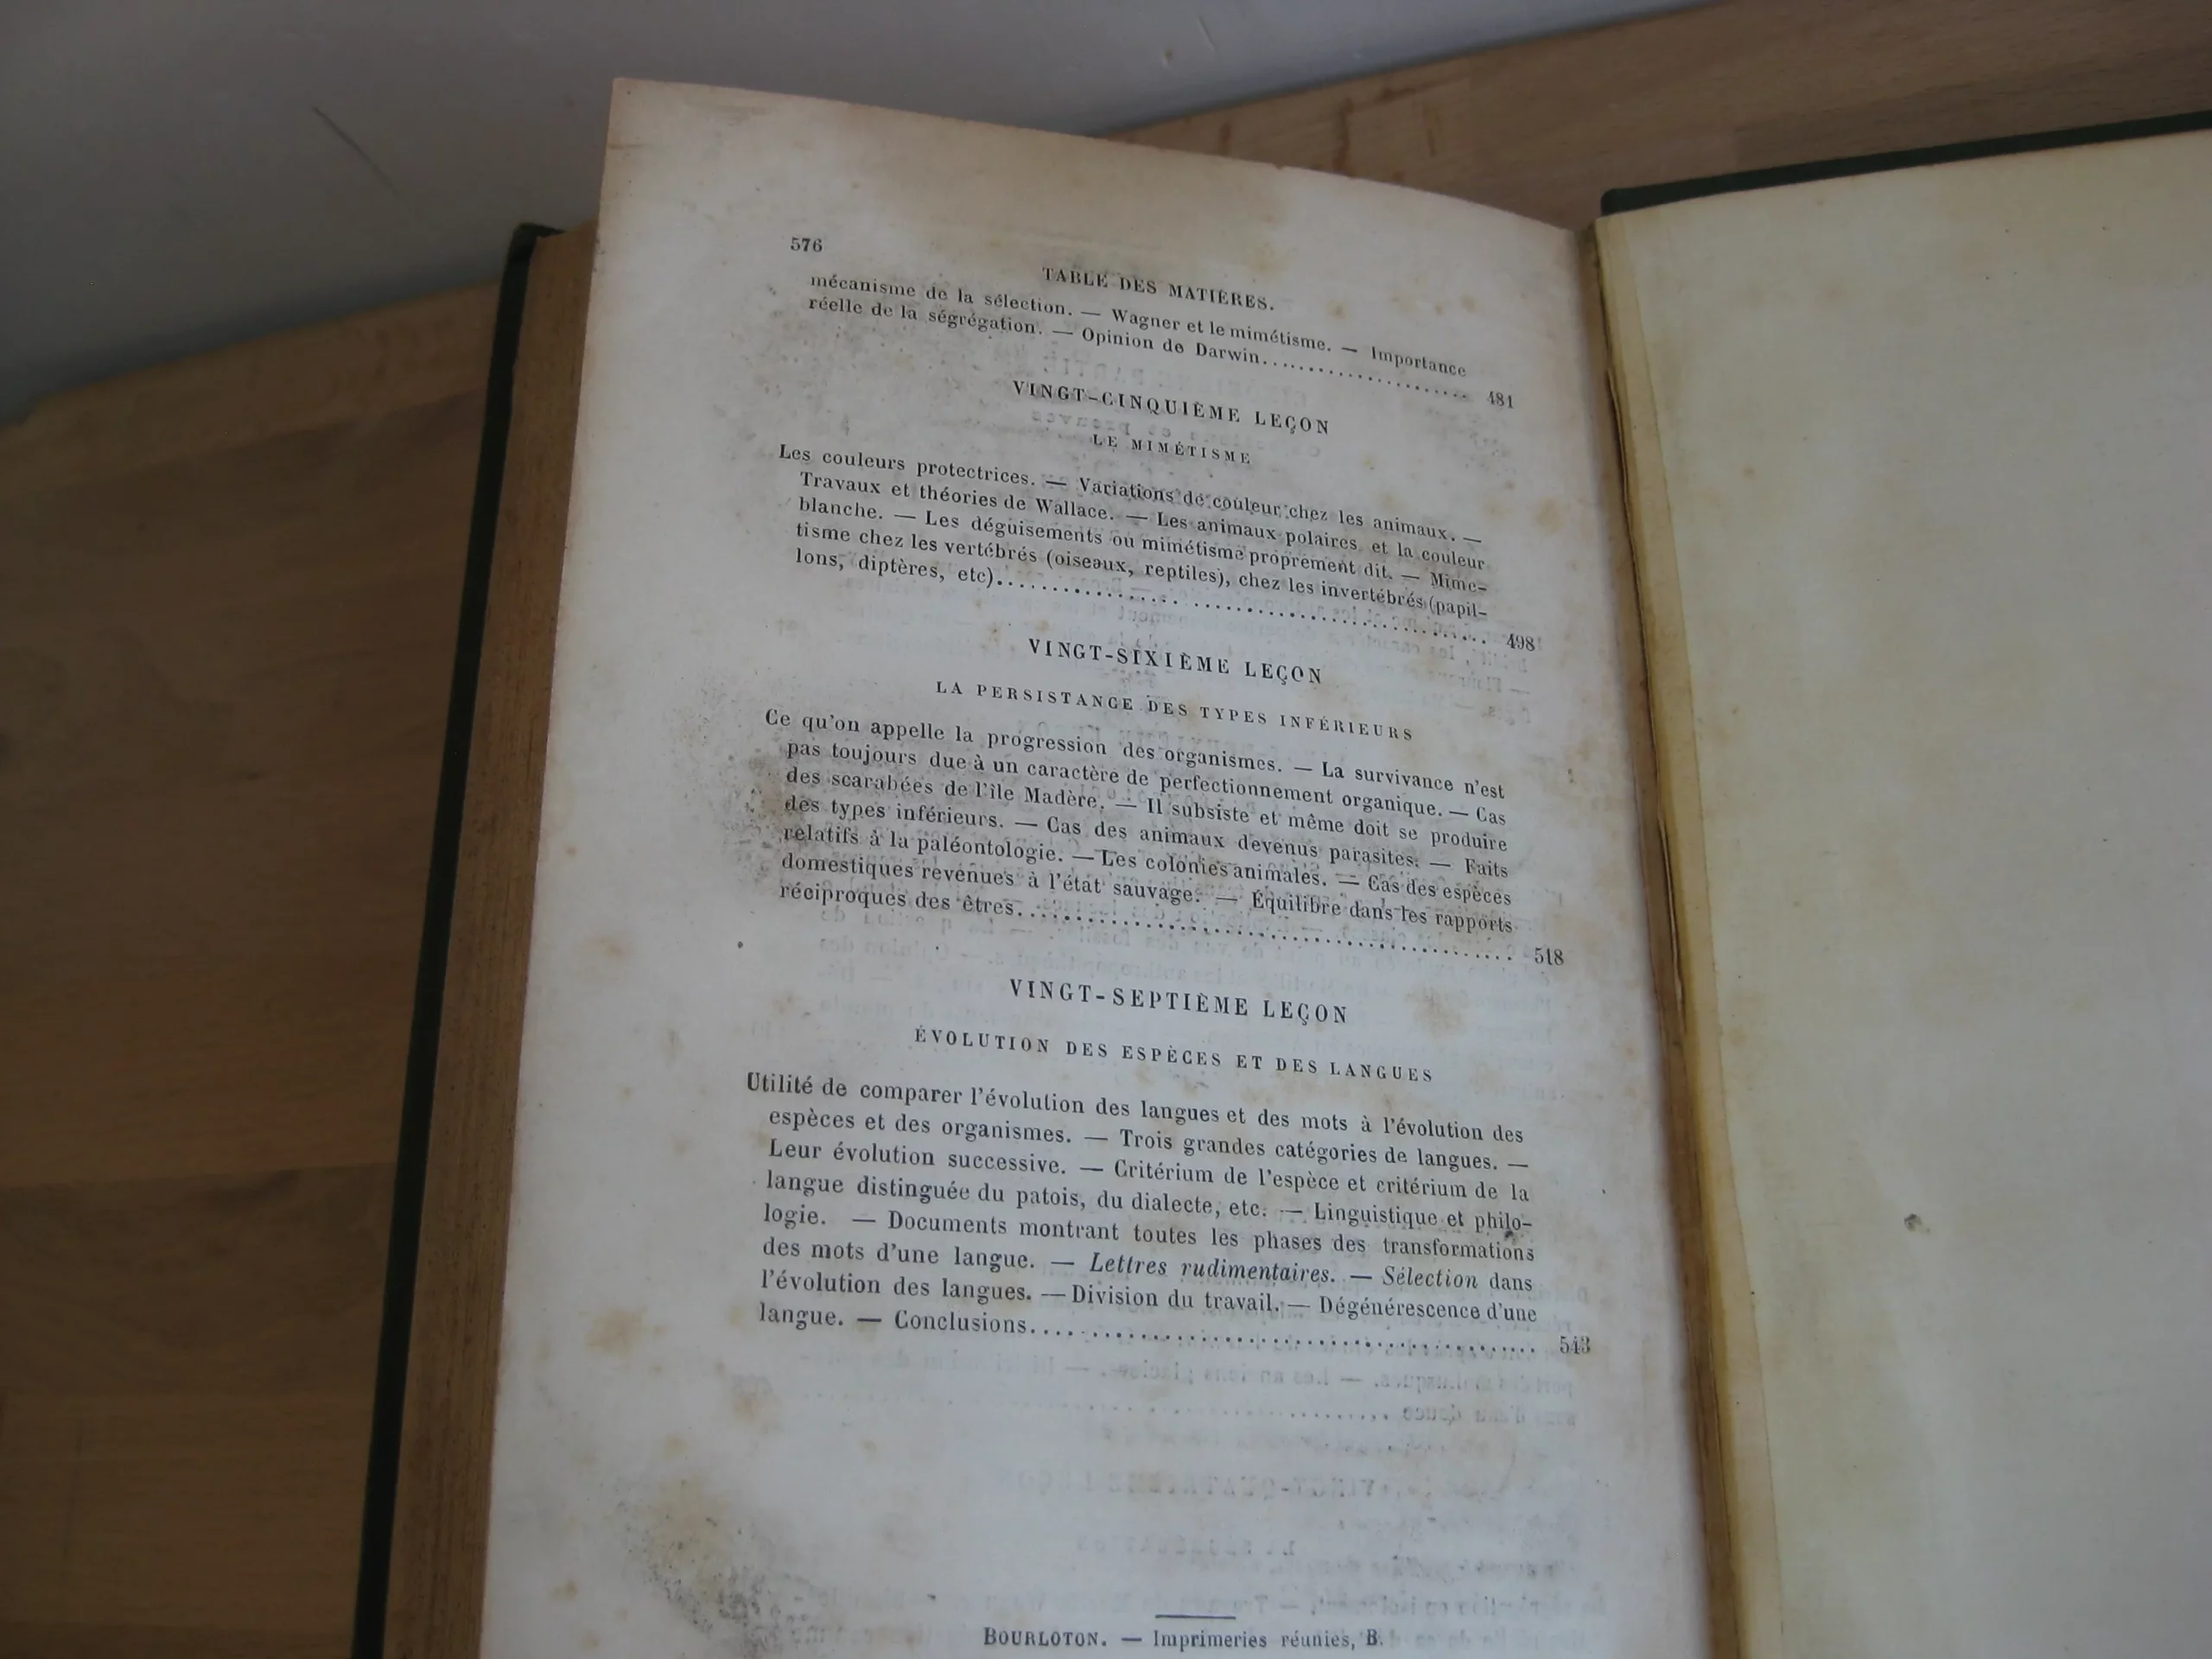 576
TABLE DES MATIÈRES.
mécanisme de la sélection. — Wagner et le mimétisme. — Importance
réelle de la ségrégation. — Opinion de Darwin...................... 481
VINGT-CINQUIÈME LEÇON
LE MIMÉTISME
Les couleurs protectrices. — Variations de couleur chez les animaux. —
Travaux et théories de Wallace. — Les animaux polaires et la couleur
blanche. — Les déguisements ou mimétisme proprement dit. — Mimé-
tisme chez les vertébrés (oiseaux, reptiles), chez les invertébrés (papil-
lons, diptères, etc)................................................ 498
VINGT-SIXIÈME LEÇON
LA PERSISTANCE DES TYPES INFÉRIEURS
Ce qu'on appelle la progression des organismes. — La survivance n'est
pas toujours due à un caractère de perfectionnement organique. — Cas
des scarabées de l'île Madère. — Il subsiste et même doit se produire
des types inférieurs. — Cas des animaux devenus parasites. — Faits
relatifs à la paléontologie. — Les colonies animales. — Cas des espèces
domestiques revenues à l'état sauvage. — Équilibre dans les rapports
réciproques des êtres................................................ 518
VINGT-SEPTIÈME LEÇON
ÉVOLUTION DES ESPÈCES ET DES LANGUES
Utilité de comparer l'évolution des langues et des mots à l'évolution des
espèces et des organismes. — Trois grandes catégories de langues. —
Leur évolution successive. — Critérium de l'espèce et critérium de la
langue distinguée du patois, du dialecte, etc. — Linguistique et philo-
logie. — Documents montrant toutes les phases des transformations
des mots d'une langue. — Lettres rudimentaires. — Sélection dans
l'évolution des langues. — Division du travail. — Dégénérescence d'une
langue. — Conclusions................................................ 543
BOURLOTON. — Imprimeries réunies, B.